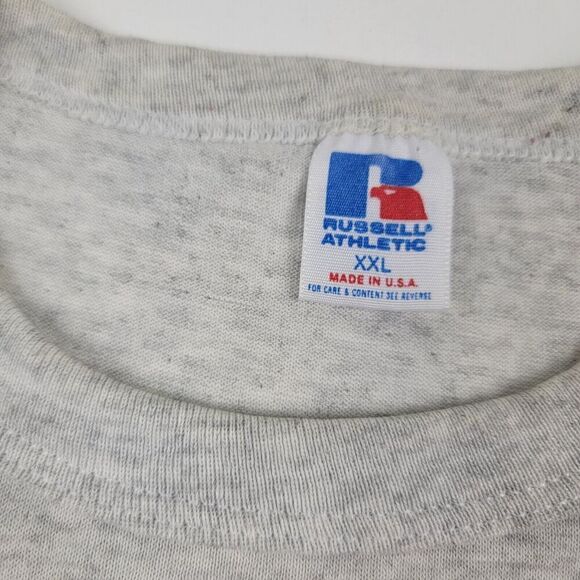 R
RUSSELL®
ATHLETIC
XXL
MADE IN U.S.A.
FOR CARE & CONTENT SEE REVERSE